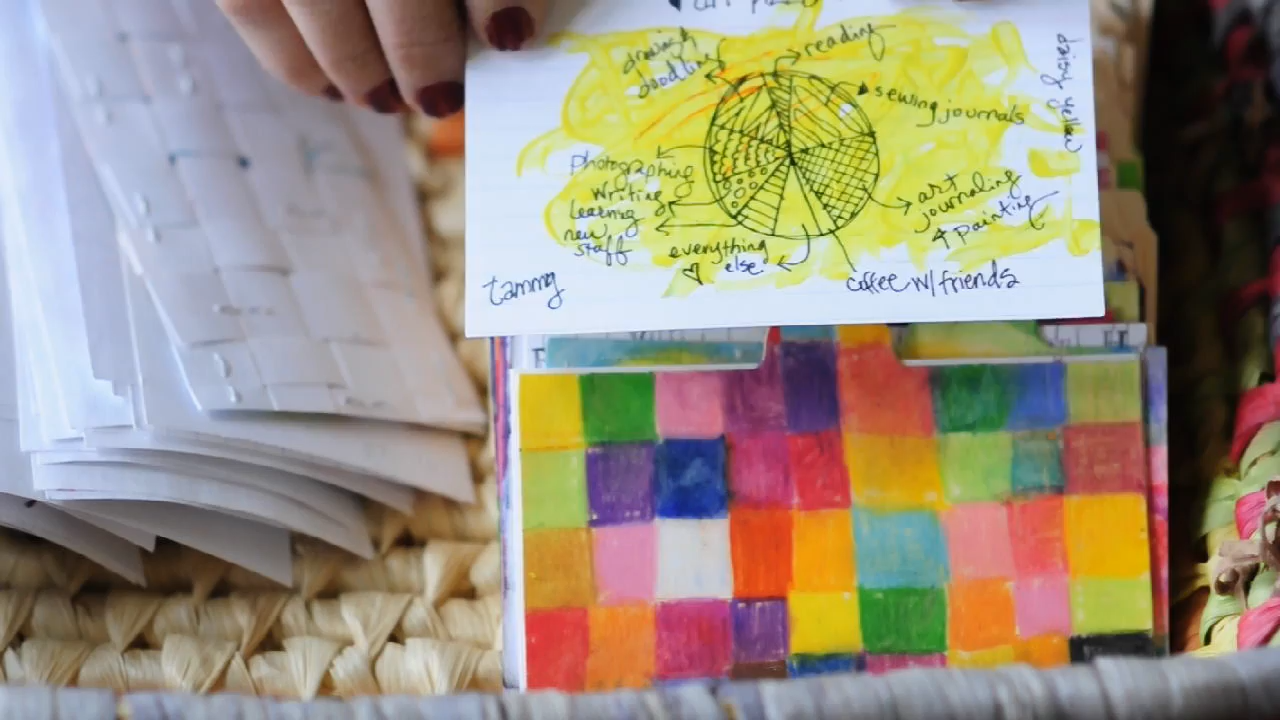 drawing
doodling
reading
sewing journals
daisy yellow
photographing
writing
learning
new
staff
art
journaling
& painting
everything
else
coffee w/friends
tammy